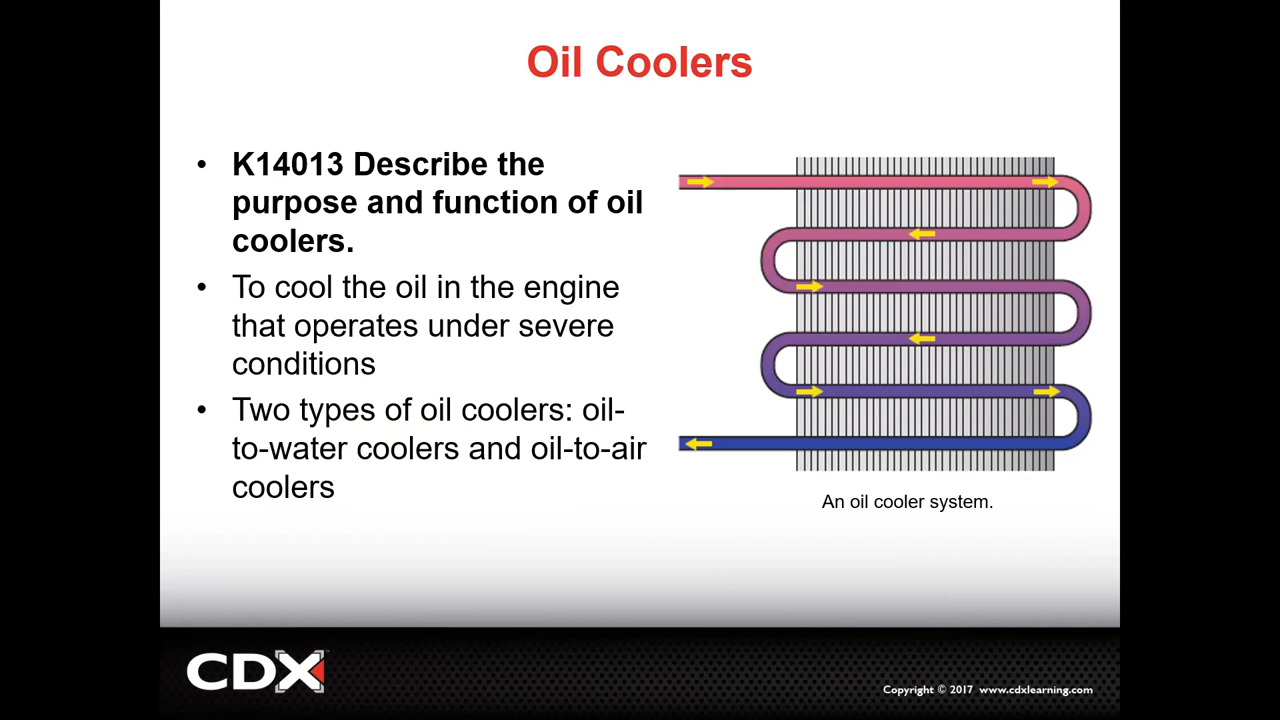 Oil Coolers
• K14013 Describe the
purpose and function of oil
coolers.
• To cool the oil in the engine
that operates under severe
conditions
• Two types of oil coolers: oil-
to-water coolers and oil-to-air
coolers
An oil cooler system.
CDX
Copyright © 2017 www.cdxlearning.com